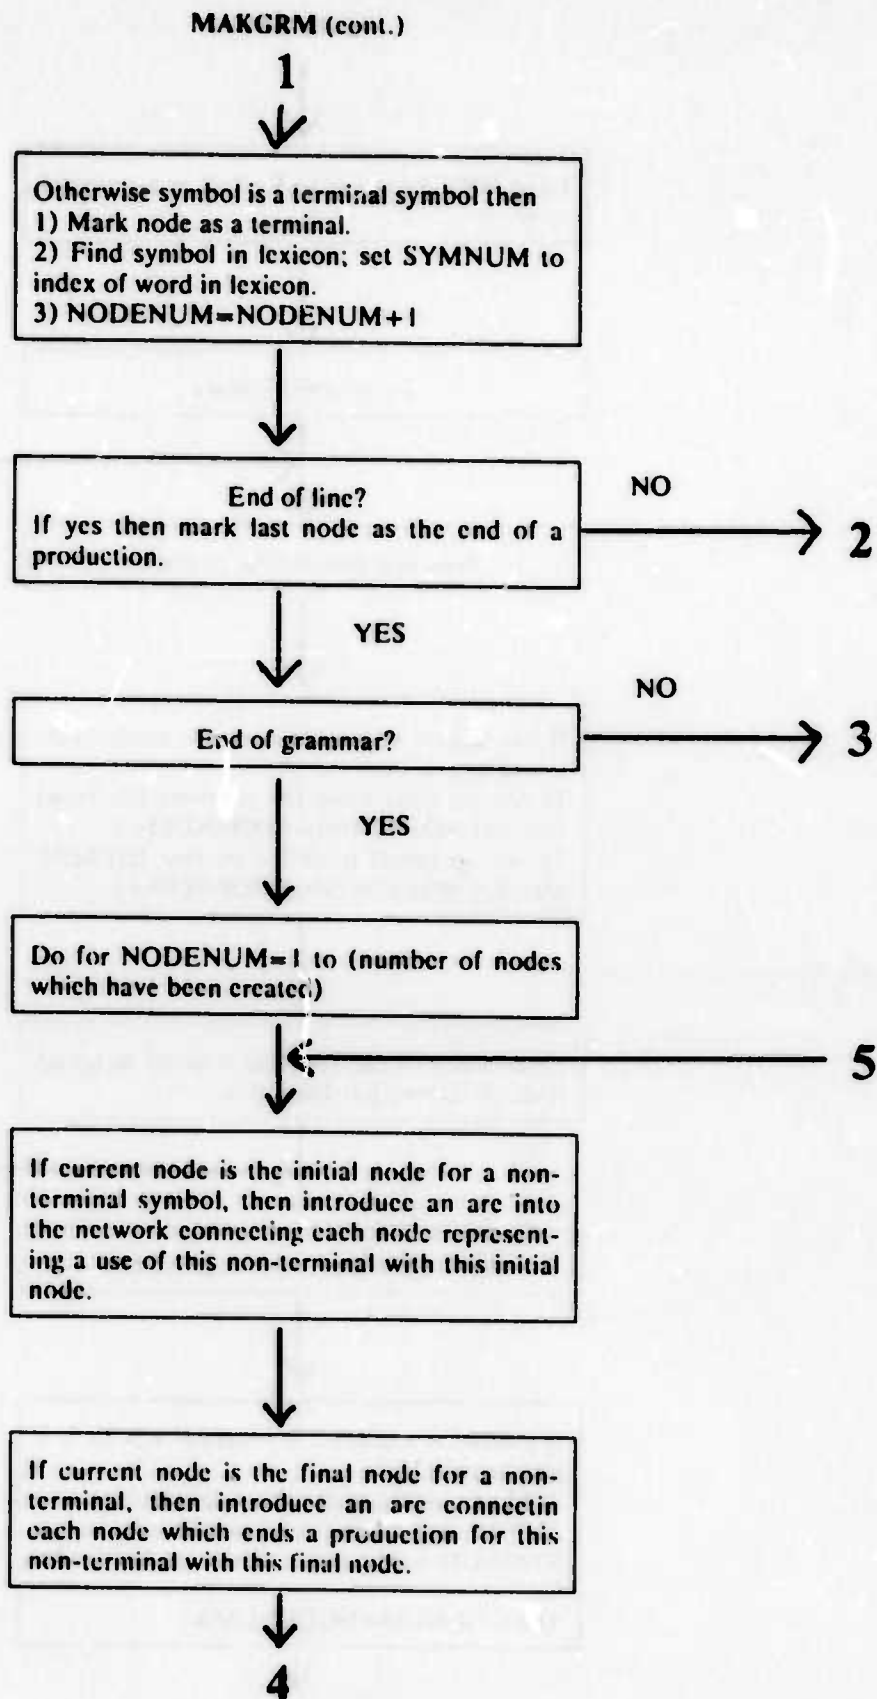 MAKGRM (cont.)
1
Otherwise symbol is a terminal symbol then
1) Mark node as a terminal.
2) Find symbol in lexicon; set SYMNUM to
index of word in lexicon.
3) NODENUM=NODENUM+1
End of line?
If yes then mark last node as the end of a
production.
NO
2
YES
End of grammar?
NO
3
YES
Do for NODENUM=1 to (number of nodes
which have been created)
5
If current node is the initial node for a non-
terminal symbol, then introduce an arc into
the network connecting each node represent-
ing a use of this non-terminal with this initial
node.
If current node is the final node for a non-
terminal, then introduce an arc connectin
each node which ends a production for this
non-terminal with this final node.
4